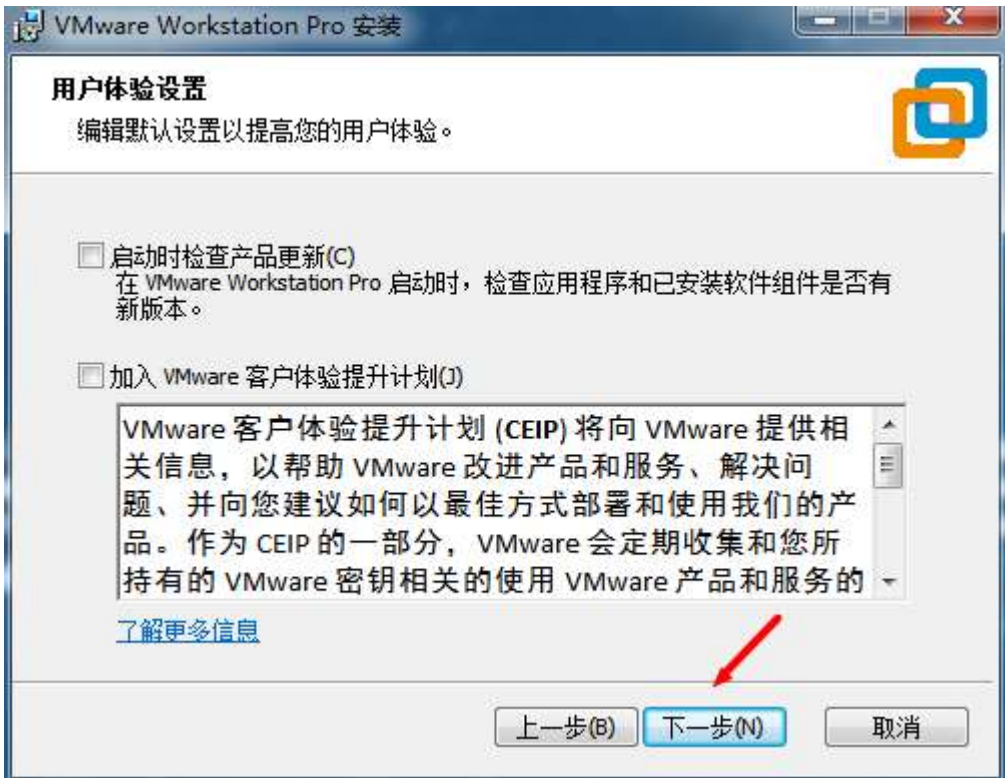 VMware Workstation Pro 安装
用户体验设置
编辑默认设置以提高您的用户体验。
启动时检查产品更新(C)
在 VMware Workstation Pro 启动时，检查应用程序和已安装软件组件是否有
新版本。
加入 VMware 客户体验提升计划(J)
VMware 客户体验提升计划 (CEIP) 将向 VMware 提供相
关信息，以帮助 VMware 改进产品和服务、解决问
题、并向您建议如何以最佳方式部署和使用我们的产
品。作为 CEIP 的一部分，VMware 会定期收集和您所
持有的 VMware 密钥相关的使用 VMware 产品和服务的
了解更多信息
上一步(B) 下一步(N) 取消